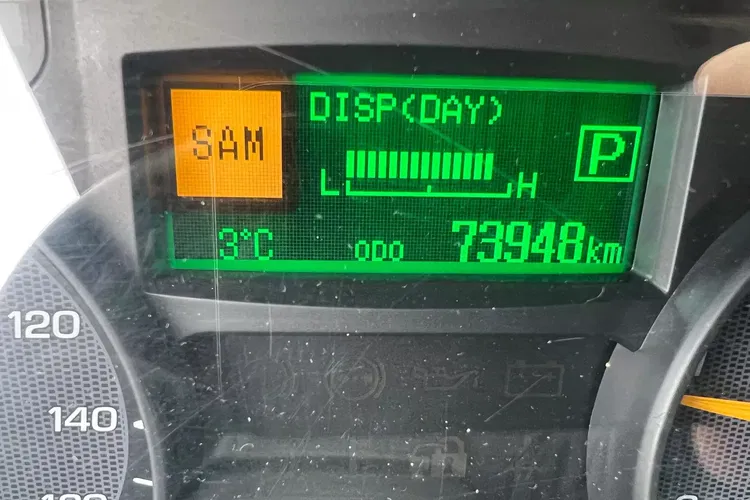 DISP(DAY)
SAM
P
L H
3°C ODO 73948km
120
140